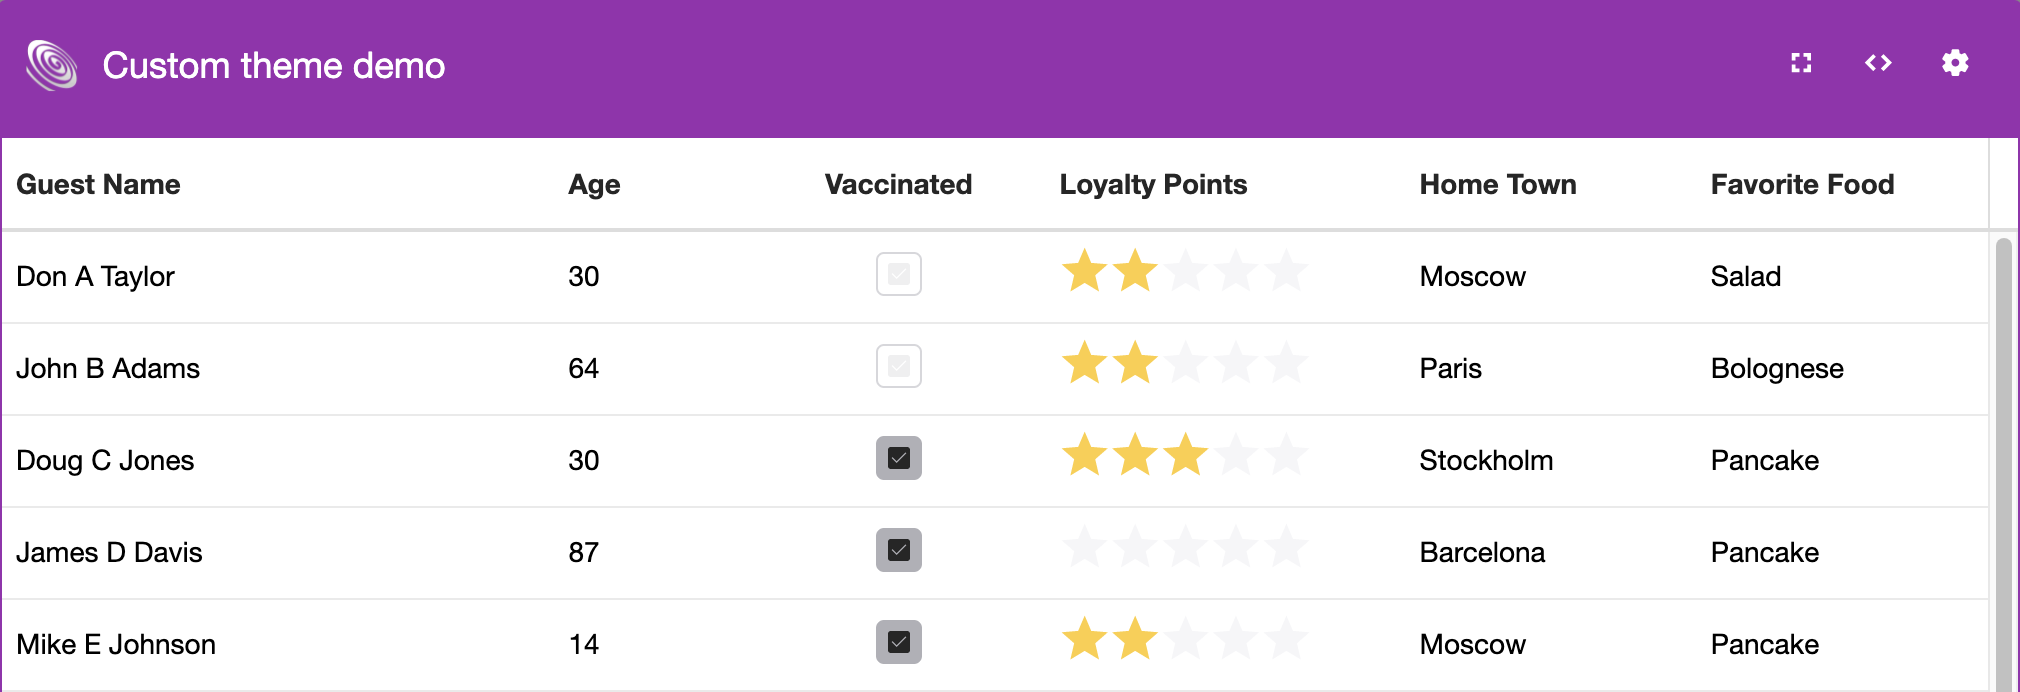 Custom theme demo
Guest Name Age Vaccinated Loyalty Points Home Town Favorite Food
Don A Taylor 30 Moscow Salad
John B Adams 64 Paris Bolognese
Doug C Jones 30 Stockholm Pancake
James D Davis 87 Barcelona Pancake
Mike E Johnson 14 Moscow Pancake